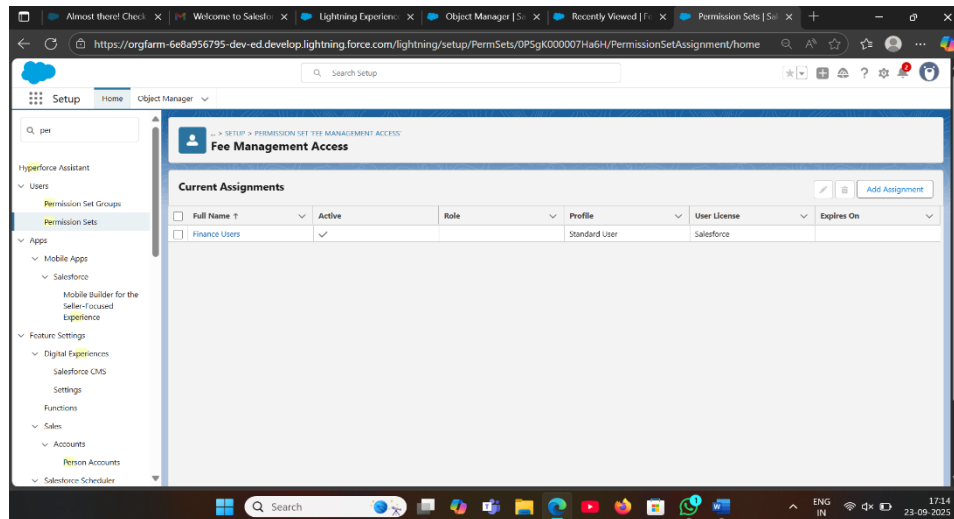 Almost there! Check
Welcome to Salesfor
Lightning Experienc
Object Manager | Sa
Recently Viewed | Fe
Permission Sets | Sal
https://orgfarm-6e8a956795-dev-ed.develop.lightning.force.com/lightning/setup/PermSets/0PSgK000007Ha6H/PermissionSetAssignment/home
Search Setup
Setup Home Object Manager
per
... > SETUP > PERMISSION SET 'FEE MANAGEMENT ACCESS'
Fee Management Access
Hyperforce Assistant
Users
Permission Set Groups
Permission Sets
Apps
Mobile Apps
Salesforce
Mobile Builder for the
Seller-Focused
Experience
Feature Settings
Digital Experiences
Salesforce CMS
Settings
Functions
Sales
Accounts
Person Accounts
Salesforce Scheduler
Current Assignments
Add Assignment
Full Name ↑ Active Role Profile User License Expires On
Finance Users Standard User Salesforce
Search
ENG
IN
17:14
23-09-2025